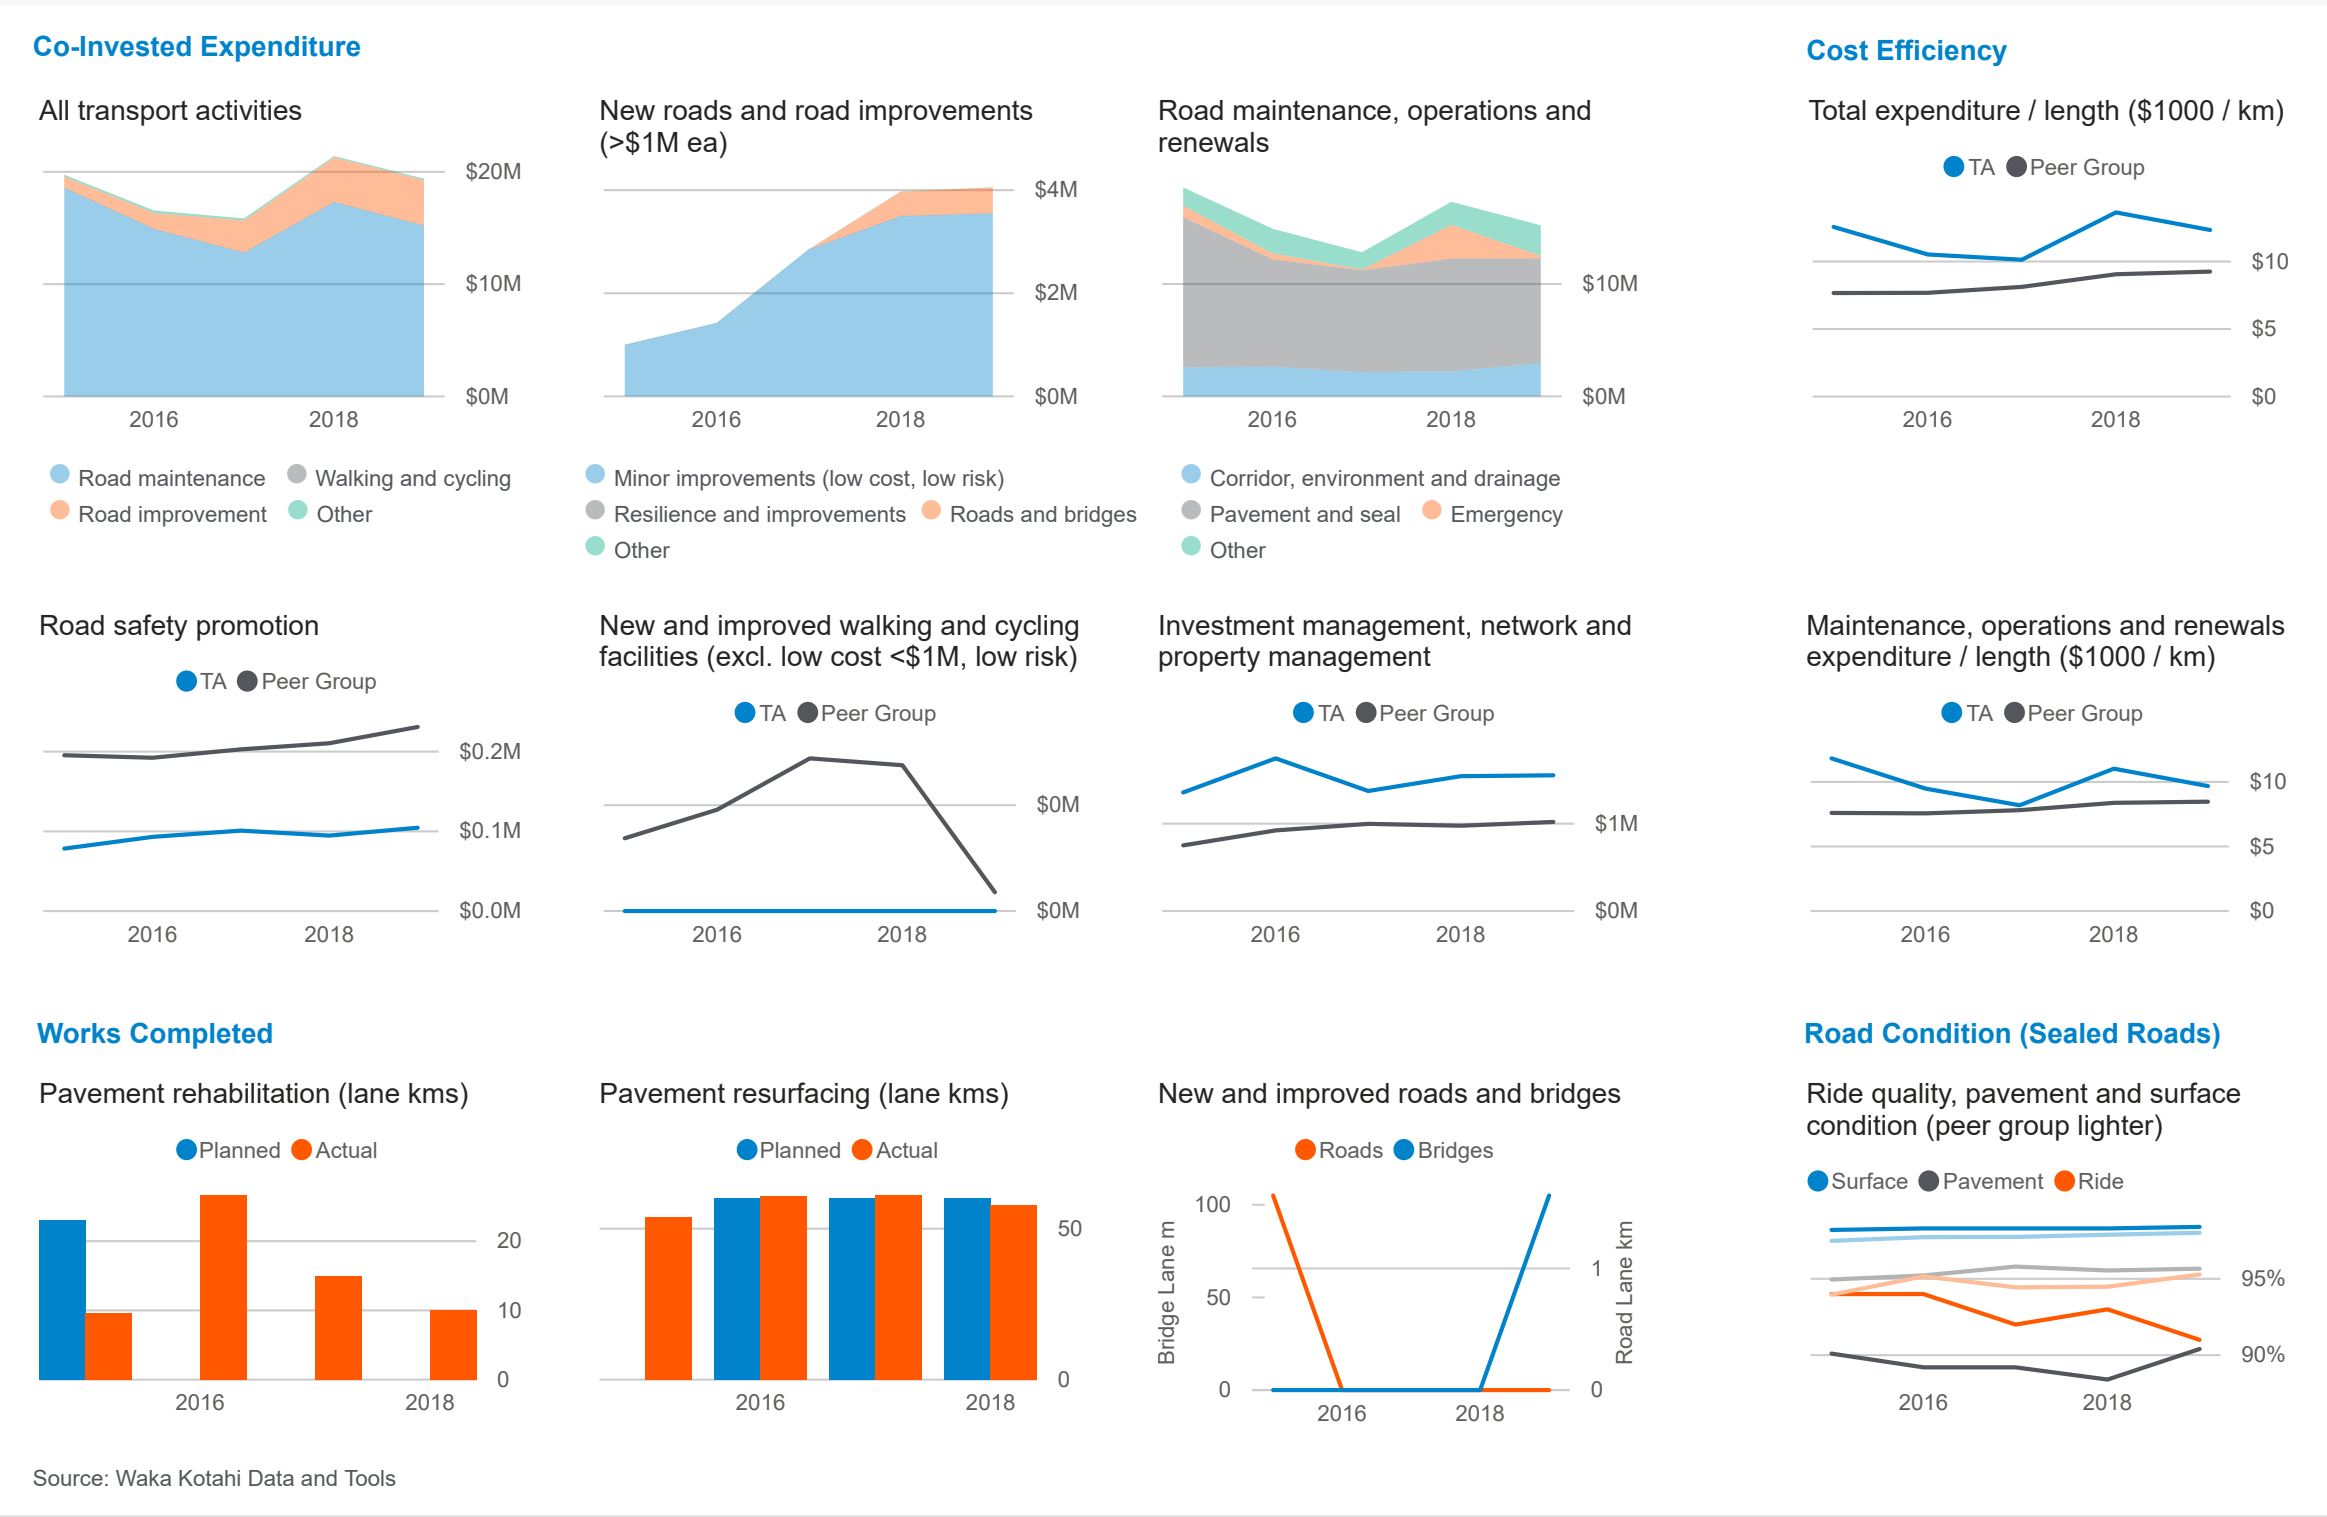 Co-Invested Expenditure
Cost Efficiency
All transport activities
$20M
$10M
$0M
2016
2018
Road maintenance
Walking and cycling
Road improvement
Other
New roads and road improvements
(>$1M ea)
$4M
$2M
$0M
2016
2018
Minor improvements (low cost, low risk)
Resilience and improvements
Roads and bridges
Other
Road maintenance, operations and
renewals
$10M
$0M
2016
2018
Corridor, environment and drainage
Pavement and seal
Emergency
Other
Total expenditure / length ($1000 / km)
TA
Peer Group
$10
$5
$0
2016
2018
Road safety promotion
TA
Peer Group
$0.2M
$0.1M
$0.0M
2016
2018
New and improved walking and cycling
facilities (excl. low cost <$1M, low risk)
TA
Peer Group
$0M
$0M
2016
2018
Investment management, network and
property management
TA
Peer Group
$1M
$0M
2016
2018
Maintenance, operations and renewals
expenditure / length ($1000 / km)
TA
Peer Group
$10
$5
$0
2016
2018
Works Completed
Road Condition (Sealed Roads)
Pavement rehabilitation (lane kms)
Planned
Actual
20
10
0
2016
2018
Pavement resurfacing (lane kms)
Planned
Actual
50
0
2016
2018
New and improved roads and bridges
Roads
Bridges
Bridge Lane m
100
50
0
Road Lane km
1
0
2016
2018
Ride quality, pavement and surface
condition (peer group lighter)
Surface
Pavement
Ride
95%
90%
2016
2018
Source: Waka Kotahi Data and Tools